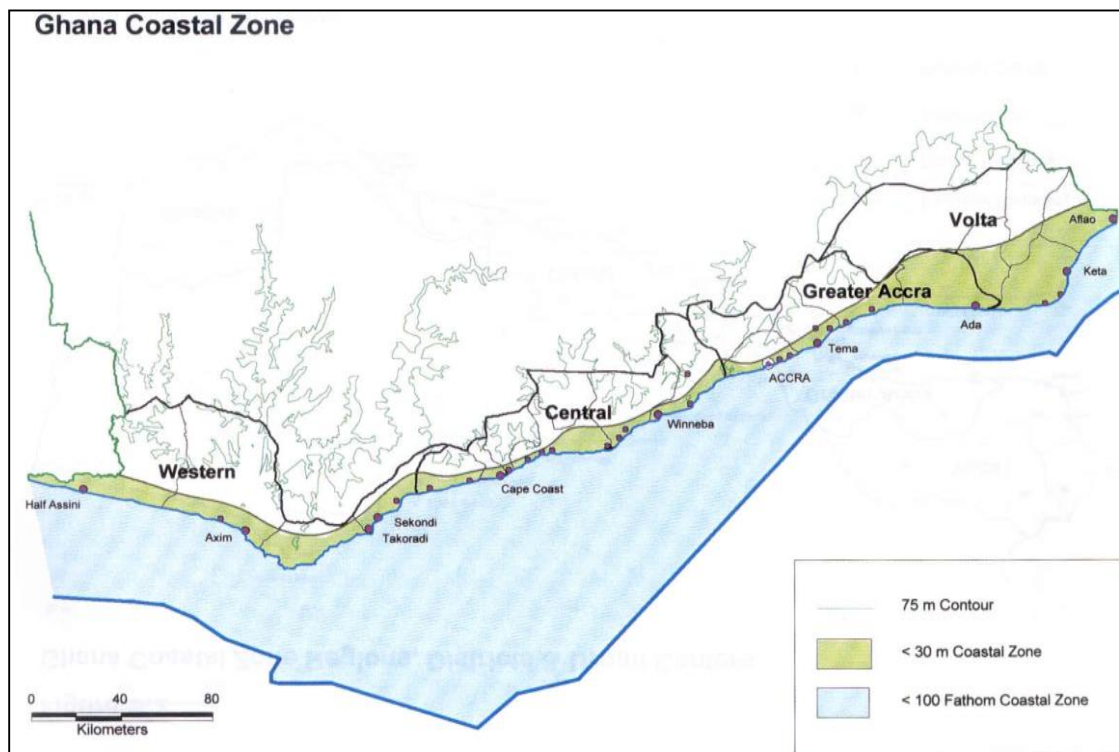 Ghana Coastal Zone
Volta
Aflao
Keta
Greater Accra
Ada
Tema
ACCRA
Central
Winneba
Western
Cape Coast
Half Assini
Sekondi
Axim
Takoradi
75 m Contour
< 30 m Coastal Zone
< 100 Fathom Coastal Zone
0 40 80
Kilometers